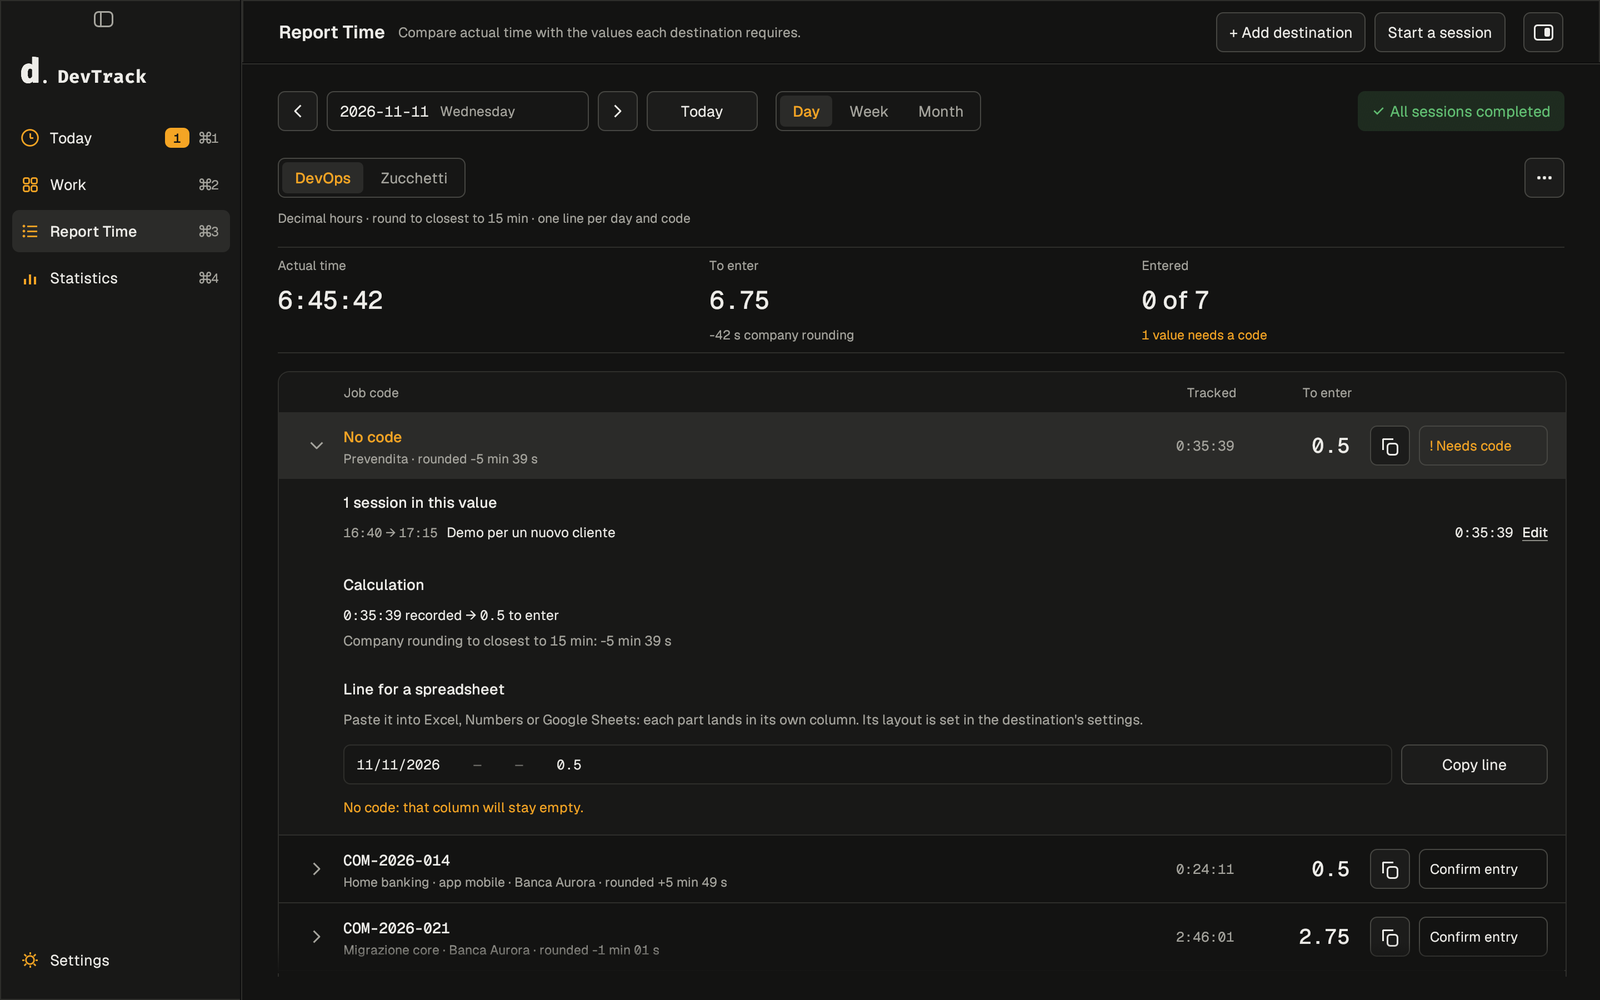 d. DevTrack
Today 1 ⌘1
Work ⌘2
Report Time ⌘3
Statistics ⌘4
Settings
Report Time Compare actual time with the values each destination requires.
+ Add destination
Start a session
2026-11-11 Wednesday
Today
Day Week Month
✓ All sessions completed
DevOps Zucchetti
Decimal hours · round to closest to 15 min · one line per day and code
Actual time
6:45:42
To enter
6.75
-42 s company rounding
Entered
0 of 7
1 value needs a code
Job code Tracked To enter
No code
Prevendita · rounded -5 min 39 s
0:35:39 0.5 ! Needs code
1 session in this value
16:40 → 17:15 Demo per un nuovo cliente 0:35:39 Edit
Calculation
0:35:39 recorded → 0.5 to enter
Company rounding to closest to 15 min: -5 min 39 s
Line for a spreadsheet
Paste it into Excel, Numbers or Google Sheets: each part lands in its own column. Its layout is set in the destination's settings.
11/11/2026 – – 0.5
Copy line
No code: that column will stay empty.
COM-2026-014
Home banking · app mobile · Banca Aurora · rounded +5 min 49 s
0:24:11 0.5 Confirm entry
COM-2026-021
Migrazione core · Banca Aurora · rounded -1 min 01 s
2:46:01 2.75 Confirm entry